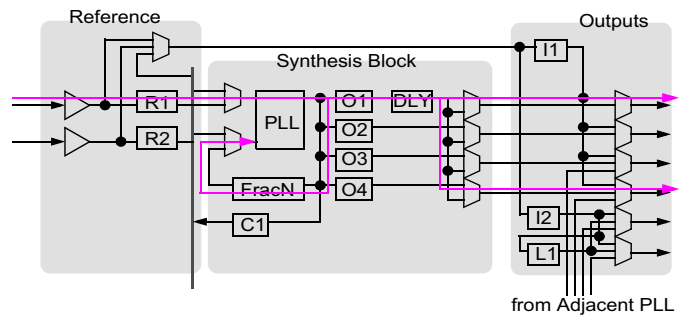 Reference
Outputs
Synthesis Block
I1
R1
O1
DLY
PLL
R2
O2
O3
FracN
O4
C1
I2
L1
from Adjacent PLL